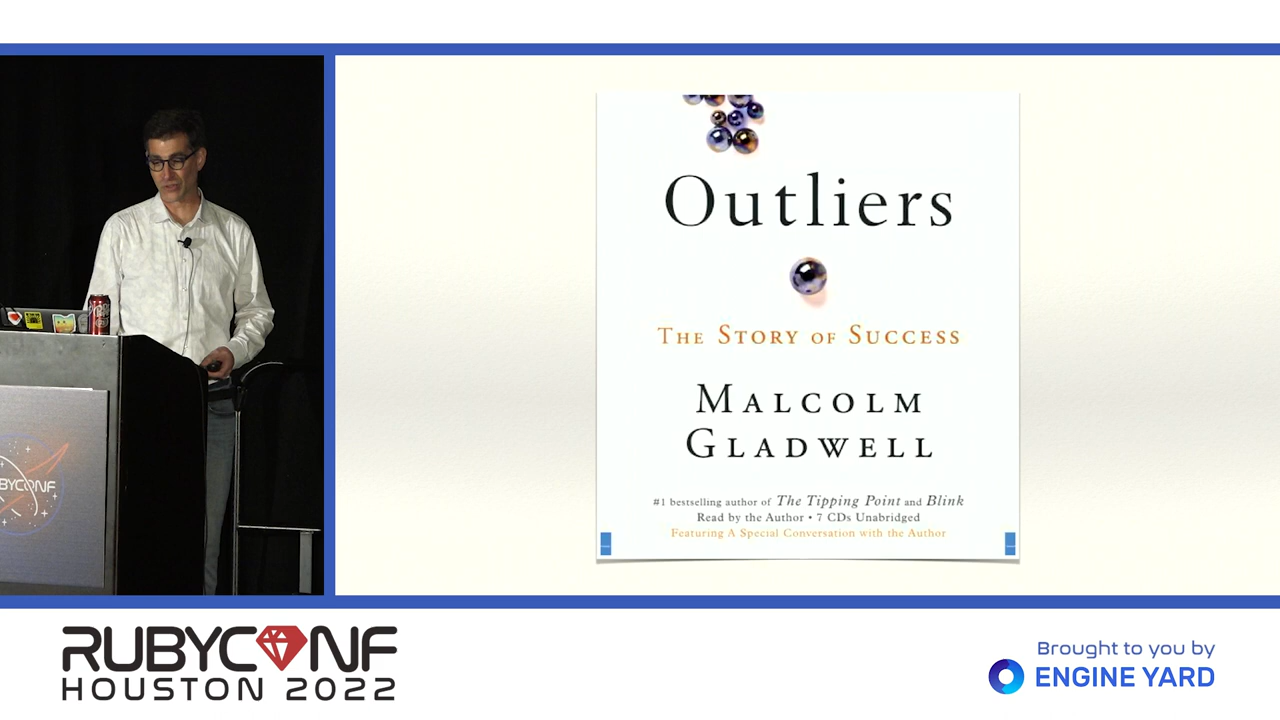 Outliers
THE STORY OF SUCCESS
MALCOLM
GLADWELL
#1 bestselling author of The Tipping Point and Blink
Read by the Author • 7 CDs Unabridged
Featuring A Special Conversation with the Author
RUBYCONF
HOUSTON 2022
Brought to you by
ENGINE YARD